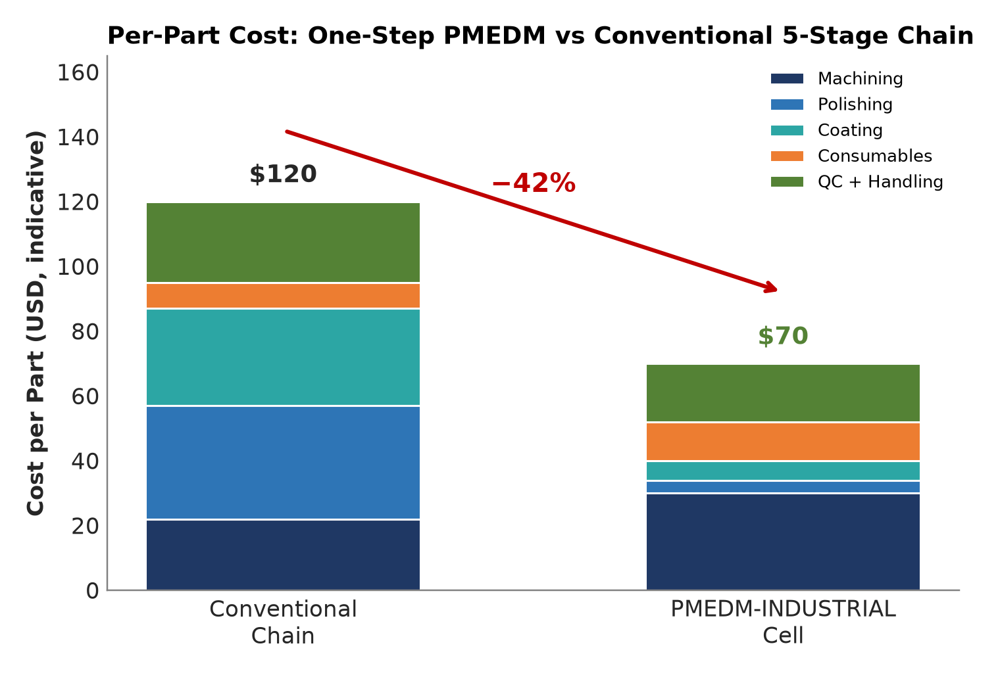 Per-Part Cost: One-Step PMEDM vs Conventional 5-Stage Chain
Cost per Part (USD, indicative)
160
140
120
100
80
60
40
20
0
Machining
Polishing
Coating
Consumables
QC + Handling
$120
−42%
$70
Conventional
Chain
PMEDM-INDUSTRIAL
Cell